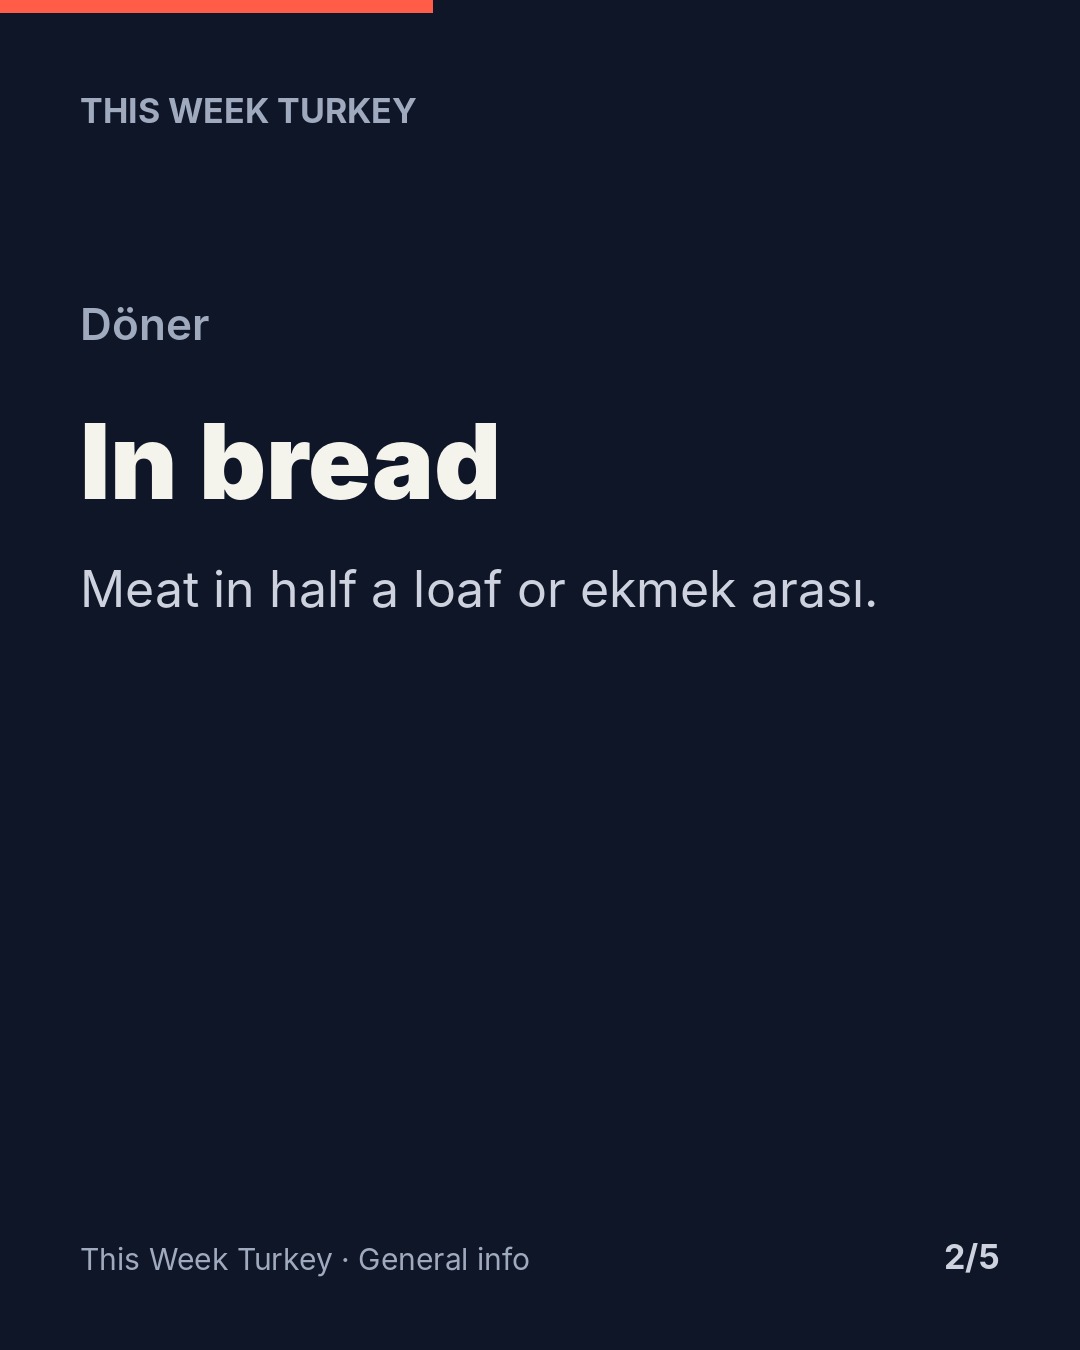 THIS WEEK TURKEY
Döner
In bread
Meat in half a loaf or ekmek arası.
This Week Turkey · General info
2/5